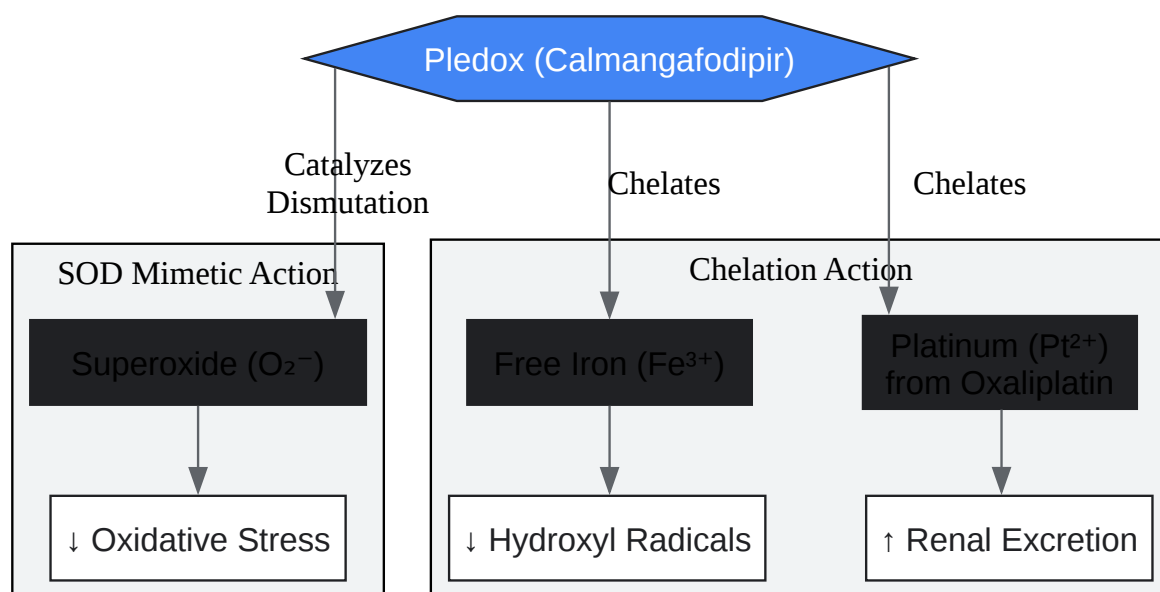 Pledox (Calmangafodipir)
Catalyzes
Dismutation
Chelates
Chelates
SOD Mimetic Action
Chelation Action
Superoxide (O₂⁻)
Free Iron (Fe³⁺)
Platinum (Pt²⁺)
from Oxaliplatin
↓ Oxidative Stress
↓ Hydroxyl Radicals
↑ Renal Excretion